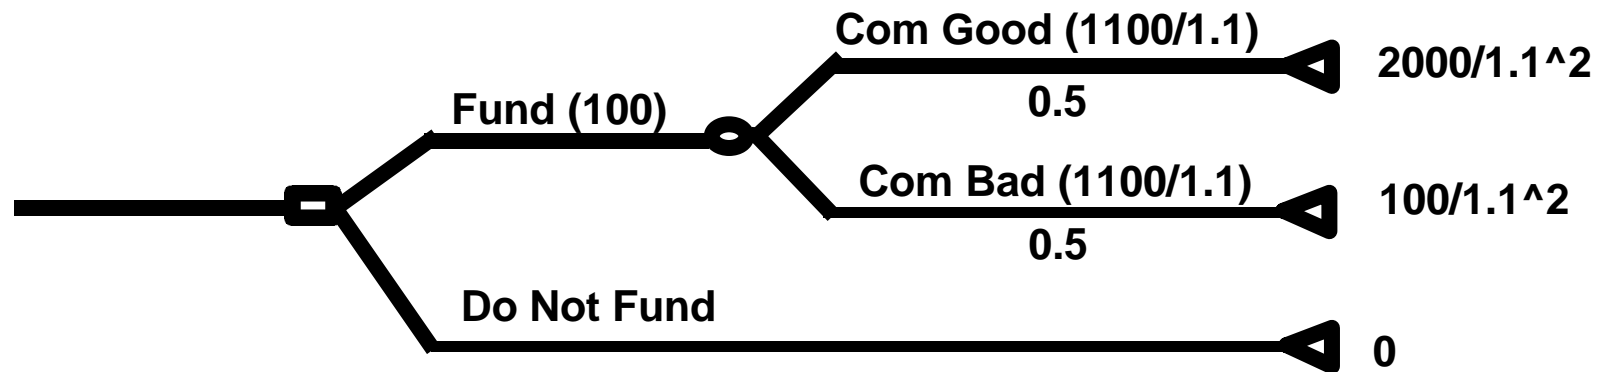 Com Good (1100/1.1)
2000/1.1^2
0.5
Fund (100)
Com Bad (1100/1.1)
100/1.1^2
0.5
Do Not Fund
0